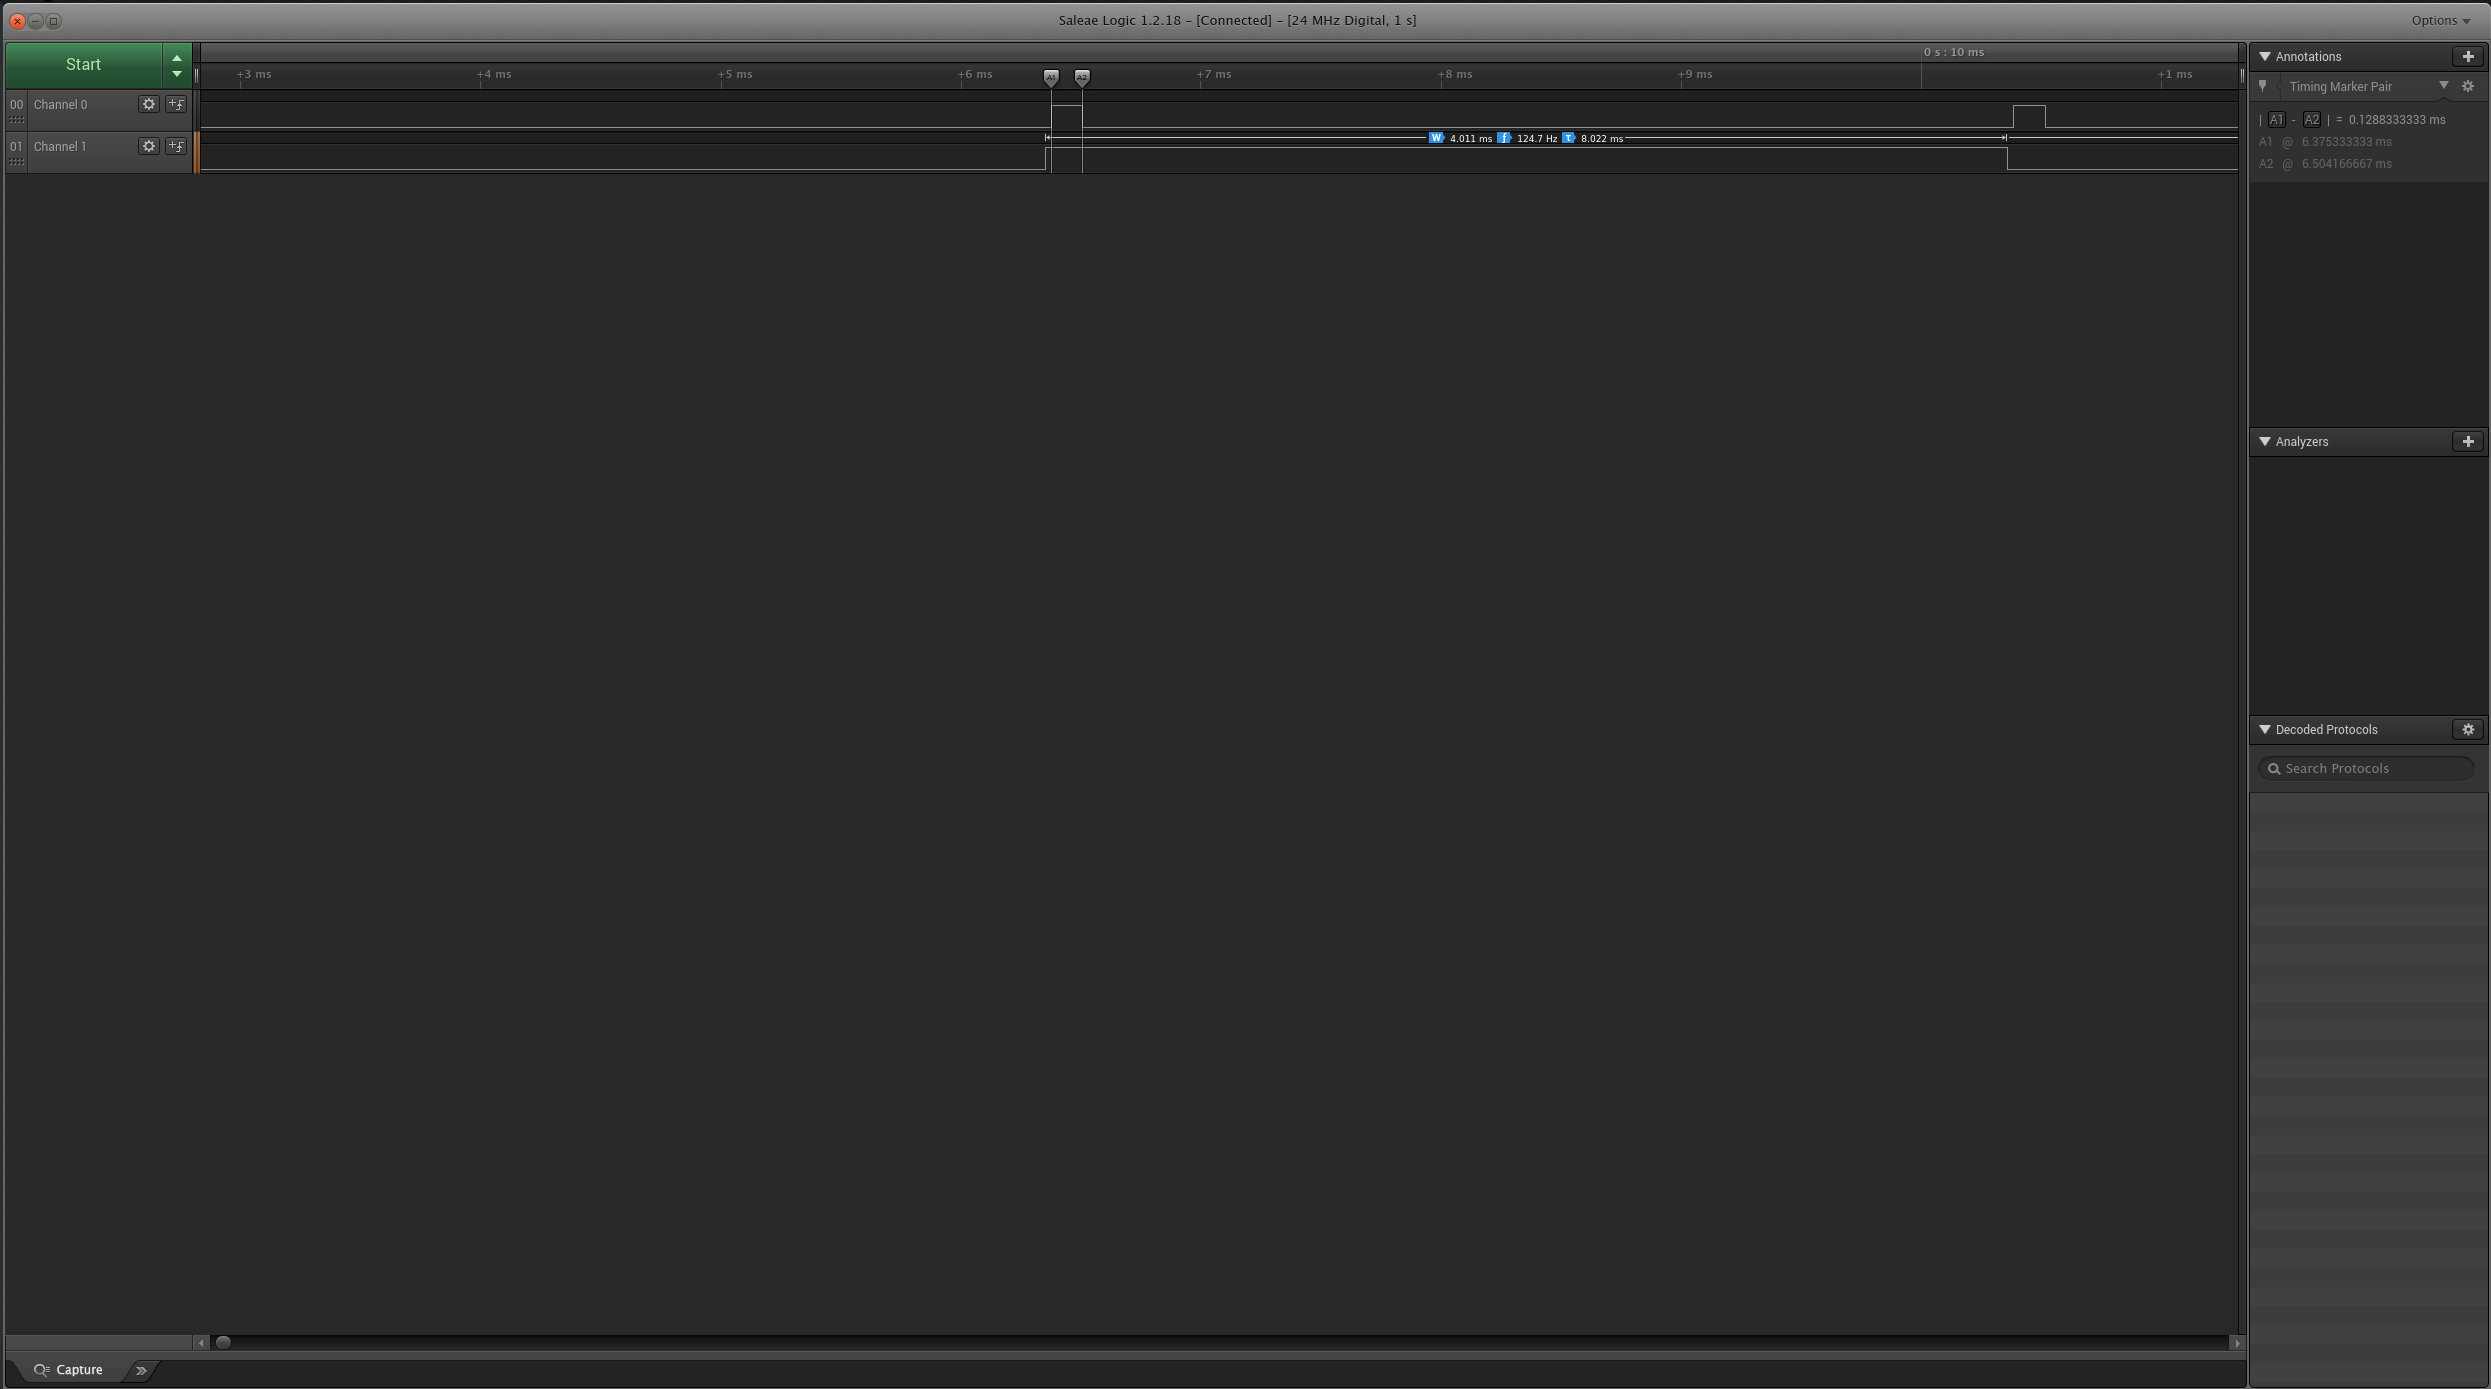 Saleae Logic 1.2.18 - [Connected] - [24 MHz Digital, 1 s]
Options
Start
0 s : 10 ms
+3 ms +4 ms +5 ms +6 ms +7 ms +8 ms +9 ms +1 ms
A1 A2
00 Channel 0
W 4.011 ms f 124.7 Hz τ 8.022 ms
01 Channel 1
Annotations
Timing Marker Pair
| A1 - A2 | = 0.1288333333 ms
A1 @ 6.375333333 ms
A2 @ 6.504166667 ms
Analyzers
Decoded Protocols
Search Protocols
Capture